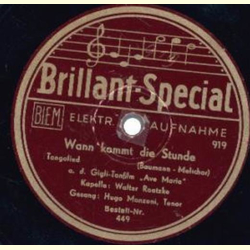 Brillant-Special
BIEM
ELEKTR. AUFNAHME
919
Wann kommt die Stunde
Tangolied
(Baumann - Melichar)
a. d. Gigli-Tonfilm „Ave Maria"
Kapelle: Walter Raatzke
Gesang: Hugo Manzoni, Tenor
Bestell-Nr.
449